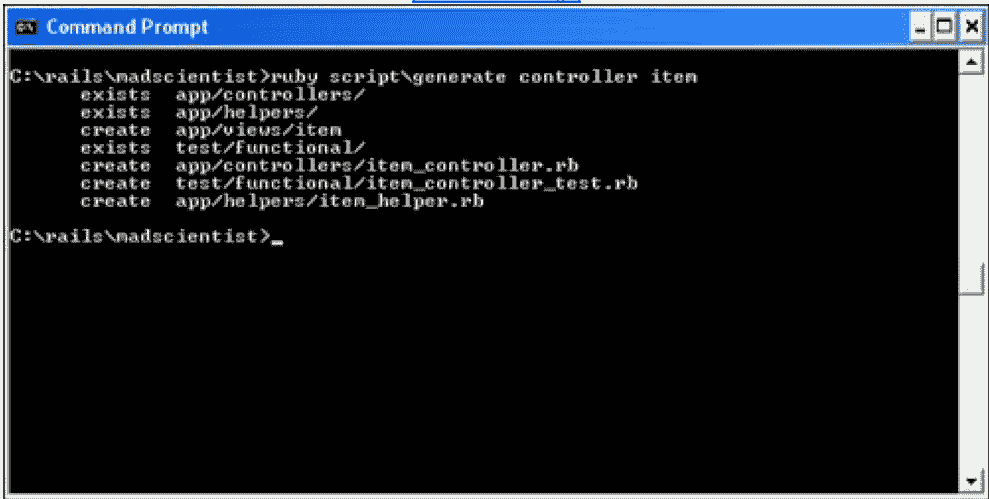 Command Prompt
C:\rails\madscientist>ruby script\generate controller item
exists app/controllers/
exists app/helpers/
create app/views/item
exists test/functional/
create app/controllers/item_controller.rb
create test/functional/item_controller_test.rb
create app/helpers/item_helper.rb
C:\rails\madscientist>_